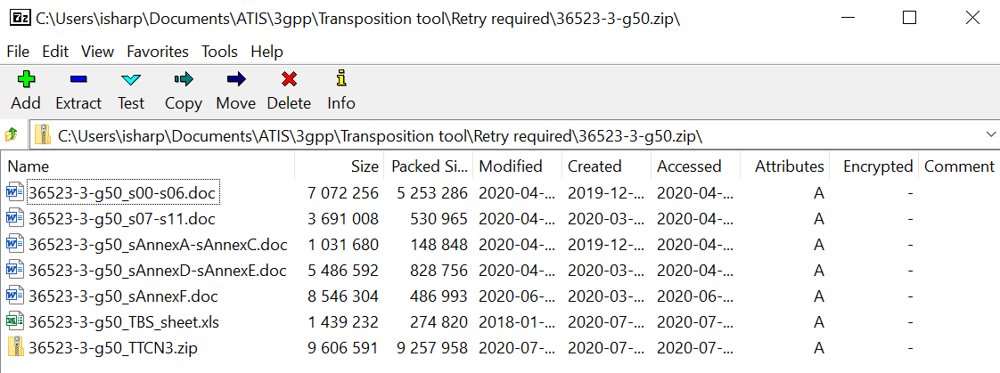 C:\Users\isharp\Documents\ATIS\3gpp\Transposition tool\Retry required\36523-3-g50.zip\
File Edit View Favorites Tools Help
Add Extract Test Copy Move Delete Info
C:\Users\isharp\Documents\ATIS\3gpp\Transposition tool\Retry required\36523-3-g50.zip\
Name Size Packed Si... Modified Created Accessed Attributes Encrypted Comment
36523-3-g50_s00-s06.doc 7 072 256 5 253 286 2020-04-... 2019-12-... 2020-04-... A -
36523-3-g50_s07-s11.doc 3 691 008 530 965 2020-04-... 2020-03-... 2020-04-... A -
36523-3-g50_sAnnexA-sAnnexC.doc 1 031 680 148 848 2020-04-... 2019-12-... 2020-04-... A -
36523-3-g50_sAnnexD-sAnnexE.doc 5 486 592 828 756 2020-04-... 2020-03-... 2020-04-... A -
36523-3-g50_sAnnexF.doc 8 546 304 486 993 2020-06-... 2020-03-... 2020-06-... A -
36523-3-g50_TBS_sheet.xls 1 439 232 274 820 2018-01-... 2020-07-... 2020-07-... A -
36523-3-g50_TTCN3.zip 9 606 591 9 257 958 2020-07-... 2020-07-... 2020-07-... A -